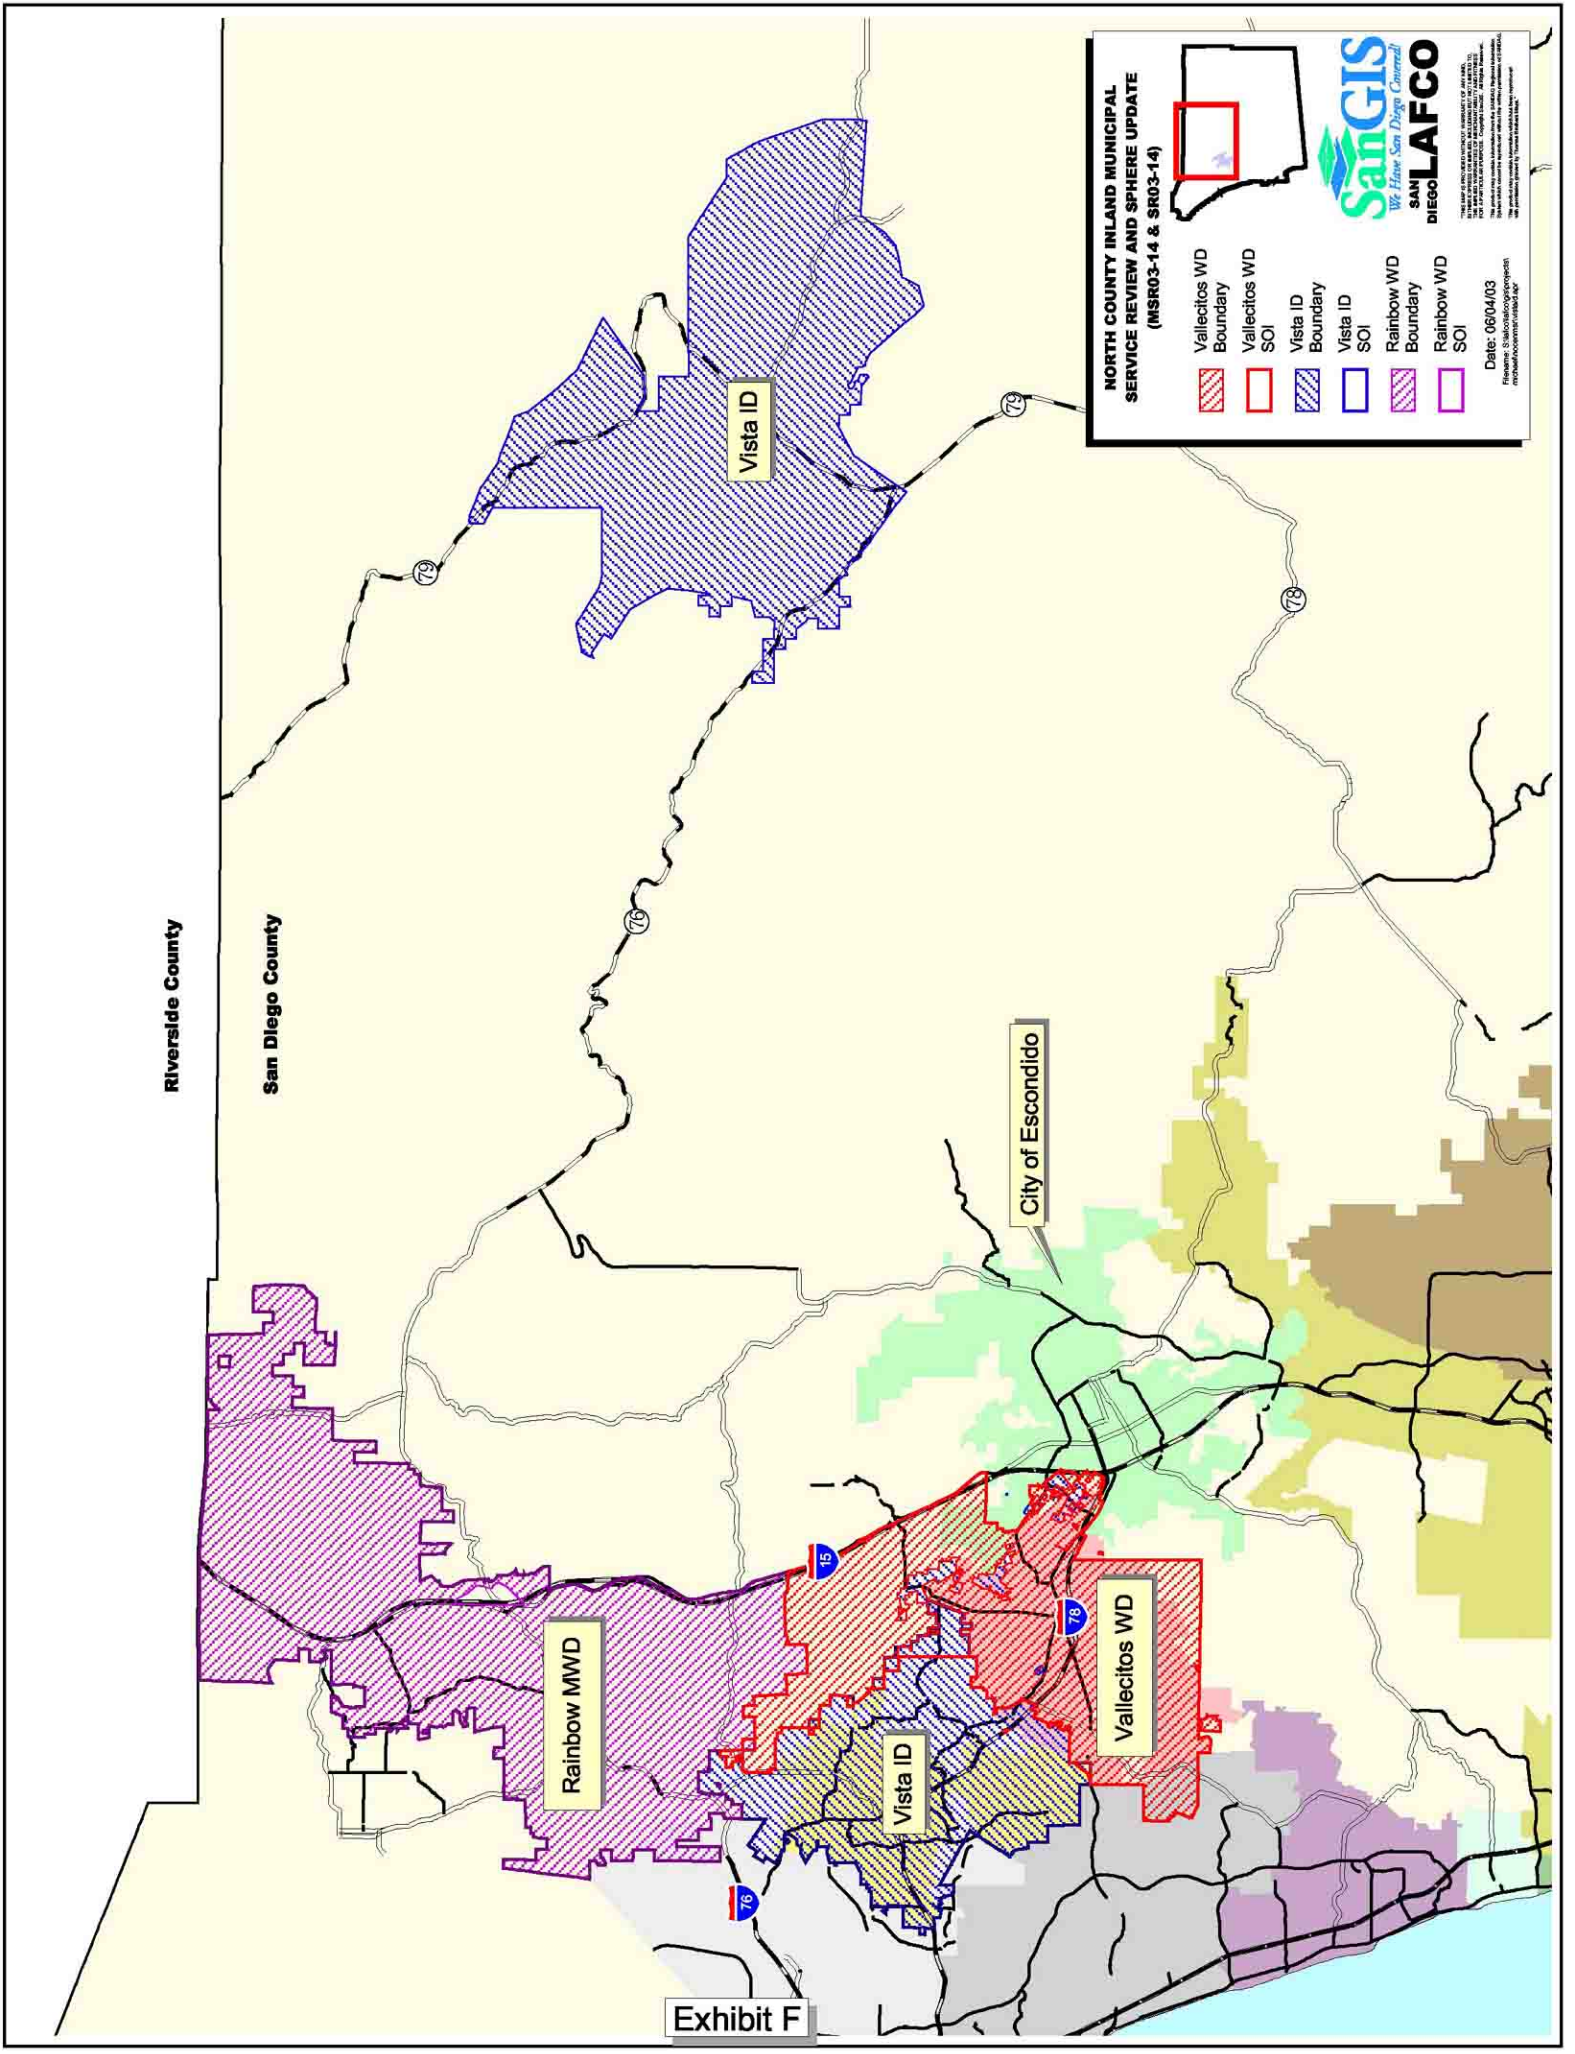 Riverside County
San Diego County
79
79
76
78
15
78
76
Vista ID
City of Escondido
Rainbow MWD
Vista ID
Vallecitos WD
Exhibit F
NORTH COUNTY INLAND MUNICIPAL
SERVICE REVIEW AND SPHERE UPDATE
(MSR03-14 & SR03-14)
Vallecitos WD
Boundary
Vallecitos WD
SOI
Vista ID
Boundary
Vista ID
SOI
Rainbow WD
Boundary
Rainbow WD
SOI
Date: 06/04/03
SanGIS
We Have San Diego Covered!
SAN
DIEGO LAFCO